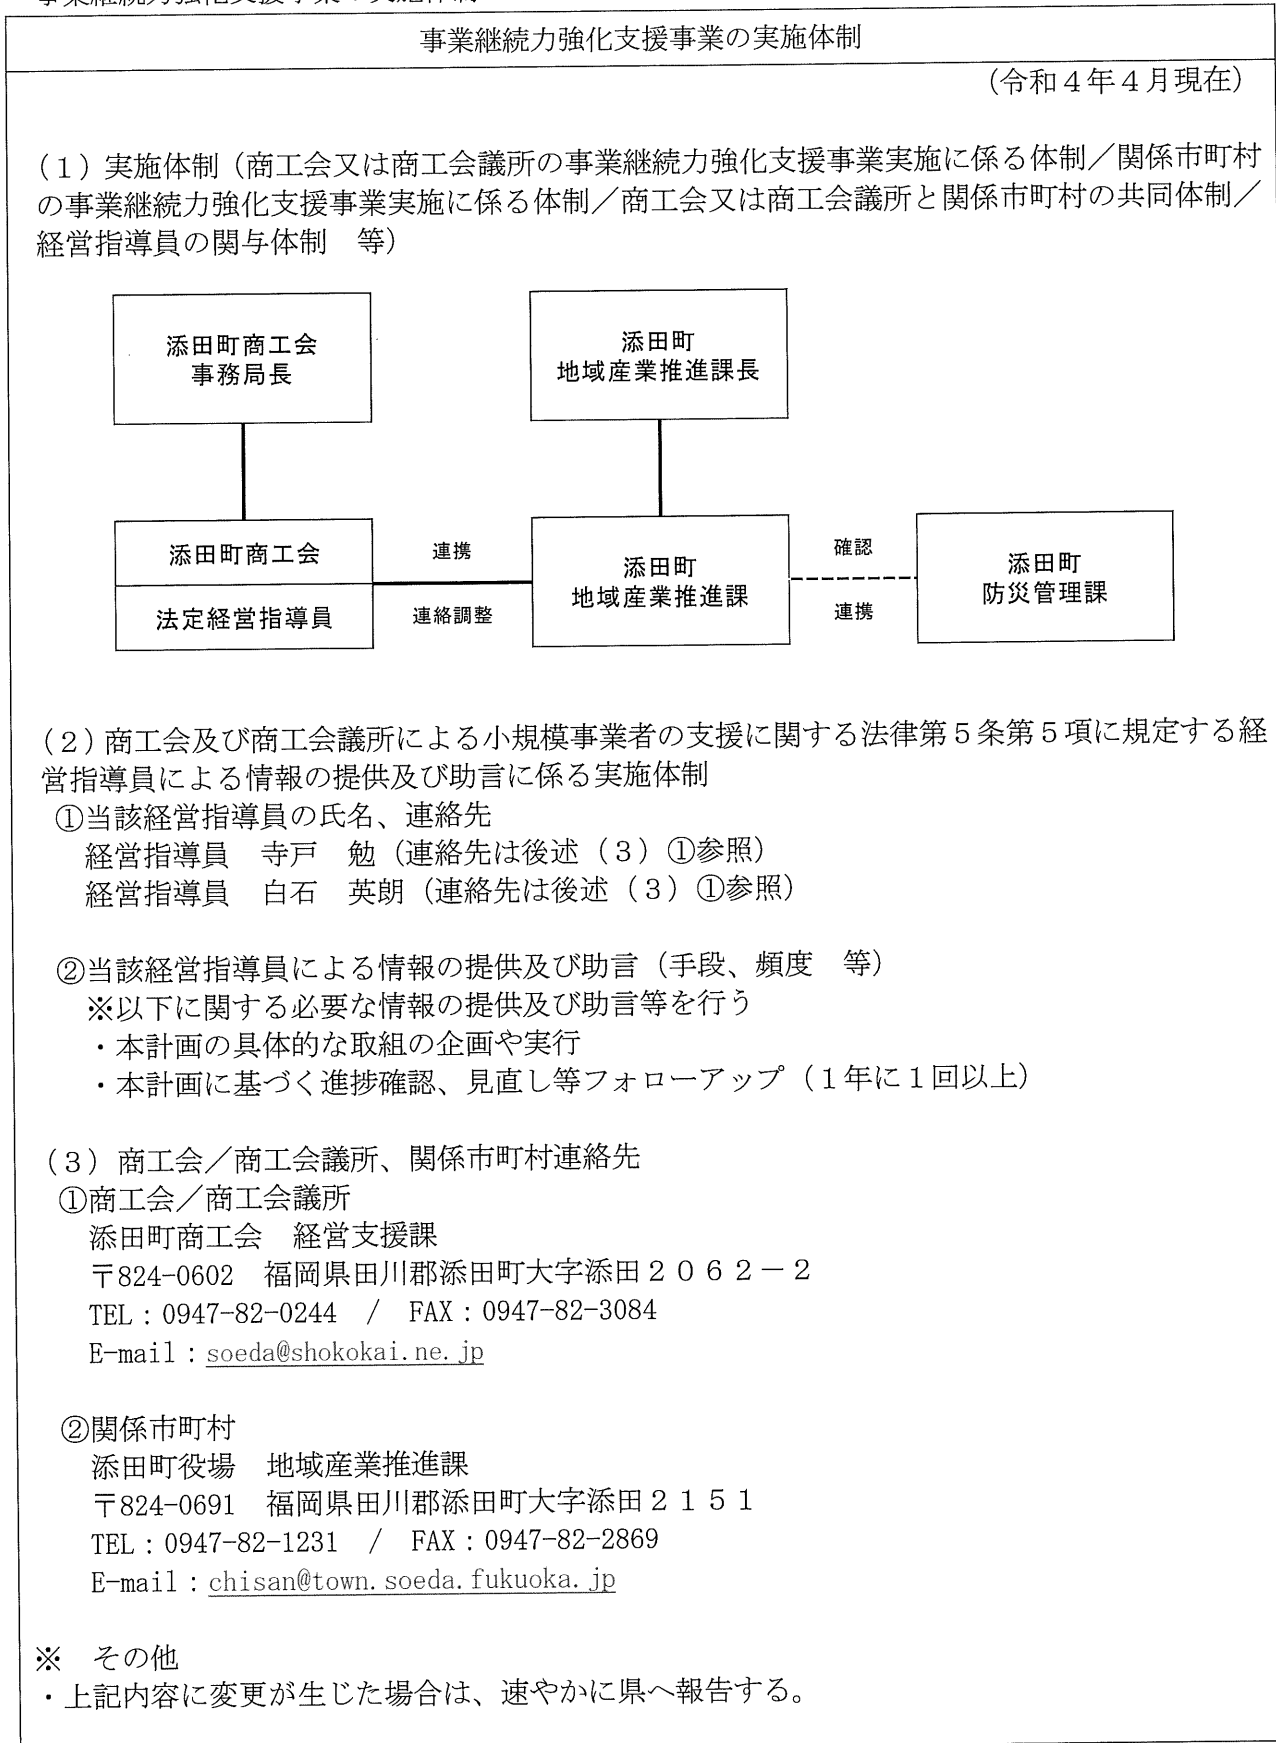 事業継続力強化支援事業の実施体制
（令和４年４月現在）
（１）実施体制（商工会又は商工会議所の事業継続力強化支援事業実施に係る体制／関係市町村
の事業継続力強化支援事業実施に係る体制／商工会又は商工会議所と関係市町村の共同体制／
経営指導員の関与体制　等）
添田町商工会
事務局長
添田町
地域産業推進課長
添田町商工会
法定経営指導員
連携
連絡調整
添田町
地域産業推進課
確認
連携
添田町
防災管理課
（２）商工会及び商工会議所による小規模事業者の支援に関する法律第５条第５項に規定する経
営指導員による情報の提供及び助言に係る実施体制
①当該経営指導員の氏名、連絡先
経営指導員　寺戸　勉（連絡先は後述（３）①参照）
経営指導員　白石　英朗（連絡先は後述（３）①参照）
②当該経営指導員による情報の提供及び助言（手段、頻度　等）
※以下に関する必要な情報の提供及び助言等を行う
・本計画の具体的な取組の企画や実行
・本計画に基づく進捗確認、見直し等フォローアップ（１年に１回以上）
（３）商工会／商工会議所、関係市町村連絡先
①商工会／商工会議所
添田町商工会　経営支援課
〒824-0602　福岡県田川郡添田町大字添田２０６２－２
TEL：0947-82-0244　/　FAX：0947-82-3084
E-mail：soeda@shokokai.ne.jp
②関係市町村
添田町役場　地域産業推進課
〒824-0691　福岡県田川郡添田町大字添田２１５１
TEL：0947-82-1231　/　FAX：0947-82-2869
E-mail：chisan@town.soeda.fukuoka.jp
※　その他
・上記内容に変更が生じた場合は、速やかに県へ報告する。